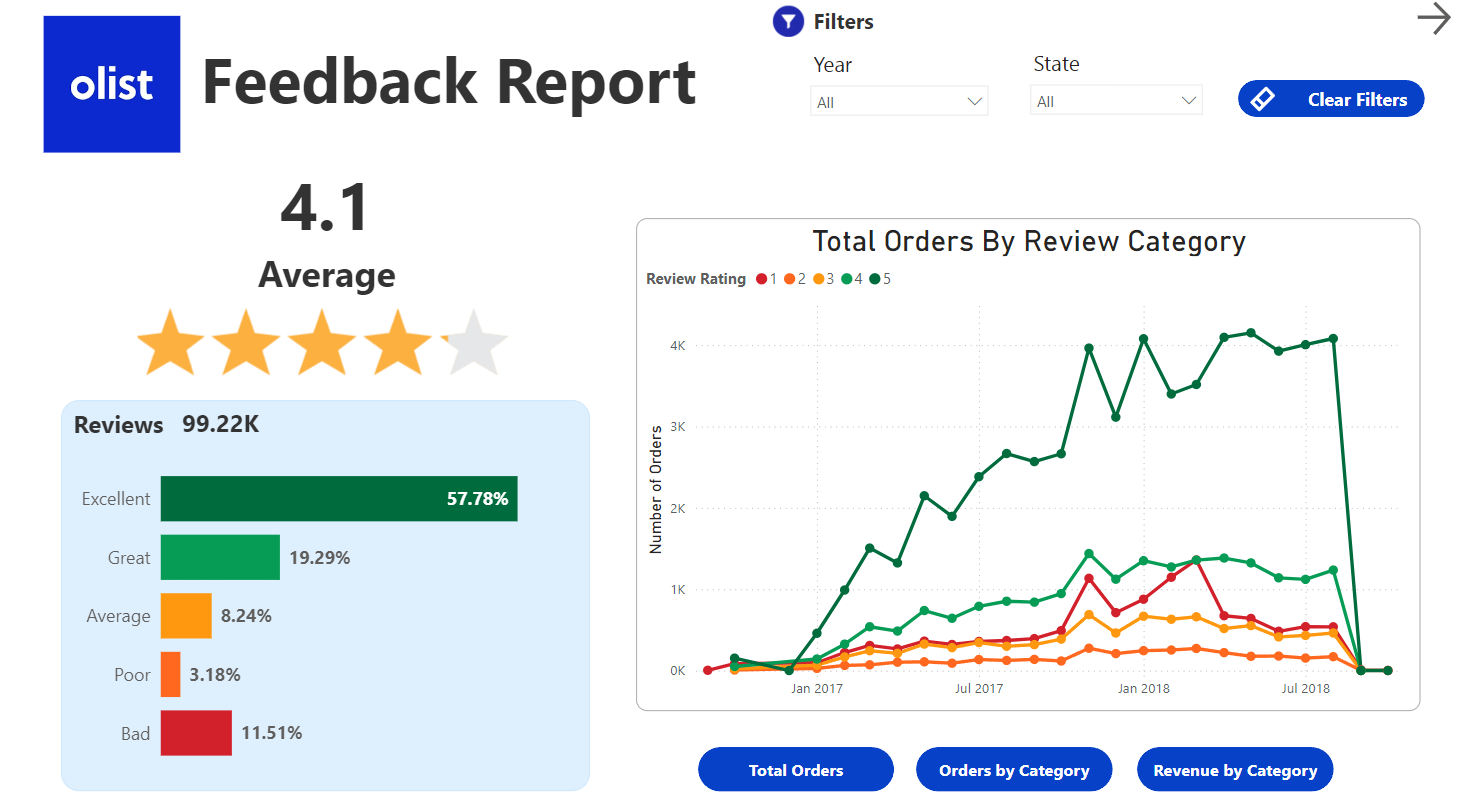 olist
Feedback Report
Filters
Year
All
State
All
Clear Filters
4.1
Average
Reviews 99.22K
Excellent 57.78%
Great 19.29%
Average 8.24%
Poor 3.18%
Bad 11.51%
Total Orders By Review Category
Review Rating 1 2 3 4 5
Number of Orders
4K
3K
2K
1K
0K
Jan 2017 Jul 2017 Jan 2018 Jul 2018
Total Orders Orders by Category Revenue by Category